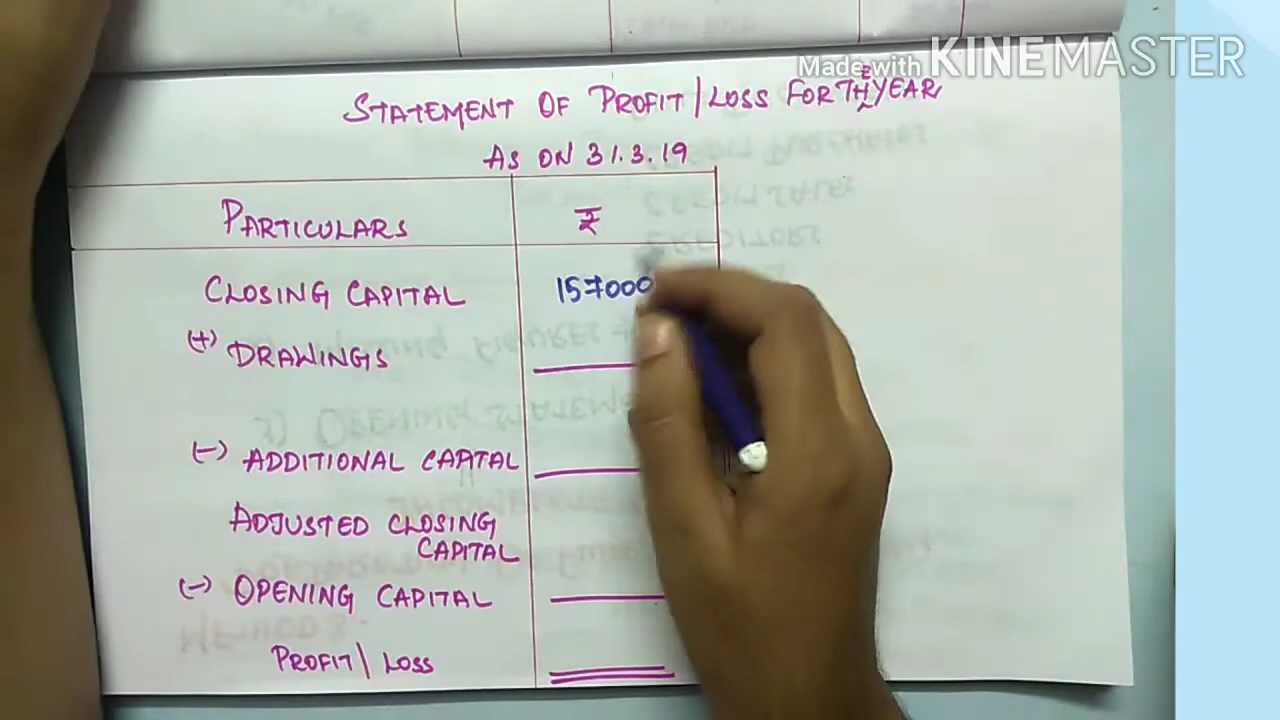 Made with KINEMASTER
STATEMENT OF PROFIT/LOSS FOR THE YEAR
AS ON 31.3.19
PARTICULARS ₹
CLOSING CAPITAL 157000
(+) DRAWINGS
(-) ADDITIONAL CAPITAL
ADJUSTED CLOSING
CAPITAL
(-) OPENING CAPITAL
PROFIT/LOSS